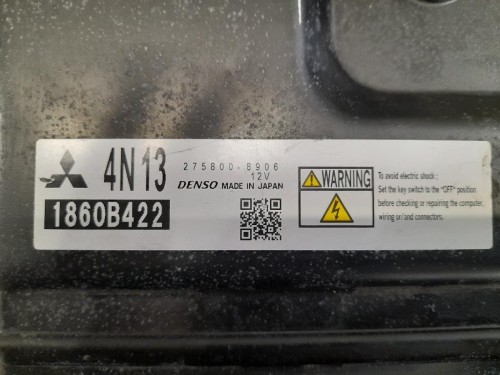 4N13
275800-8906
12V
DENSO MADE IN JAPAN
1860B422
WARNING
To avoid electric shock ;
Set the key switch to the "OFF" position
before checking or repairing the computer,
wiring or/and connectors.